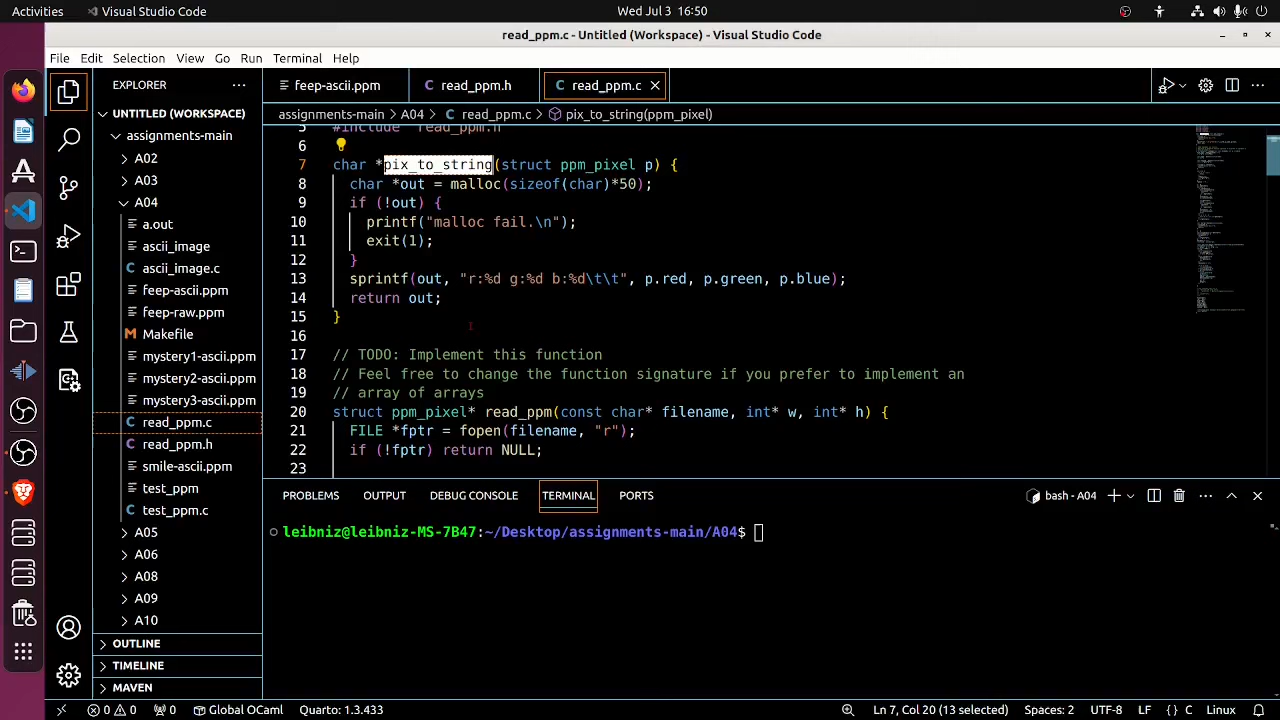 Activities
Visual Studio Code
Wed Jul 3 16:50
read_ppm.c - Untitled (Workspace) - Visual Studio Code
File Edit Selection View Go Run Terminal Help
EXPLORER
UNTITLED (WORKSPACE)
assignments-main
A02
A03
A04
a.out
ascii_image
ascii_image.c
feep-ascii.ppm
feep-raw.ppm
Makefile
mystery1-ascii.ppm
mystery2-ascii.ppm
mystery3-ascii.ppm
read_ppm.c
read_ppm.h
smile-ascii.ppm
test_ppm
test_ppm.c
A05
A06
A08
A09
A10
OUTLINE
TIMELINE
MAVEN
feep-ascii.ppm
read_ppm.h
read_ppm.c
assignments-main > A04 > read_ppm.c > pix_to_string(ppm_pixel)
5 #include "read_ppm.h"
6
7 char *pix_to_string(struct ppm_pixel p) {
8 char *out = malloc(sizeof(char)*50);
9 if (!out) {
10 printf("malloc fail.\n");
11 exit(1);
12 }
13 sprintf(out, "r:%d g:%d b:%d\t\t", p.red, p.green, p.blue);
14 return out;
15 }
16
17 // TODO: Implement this function
18 // Feel free to change the function signature if you prefer to implement an
19 // array of arrays
20 struct ppm_pixel* read_ppm(const char* filename, int* w, int* h) {
21 FILE *fptr = fopen(filename, "r");
22 if (!fptr) return NULL;
23
PROBLEMS OUTPUT DEBUG CONSOLE TERMINAL PORTS
bash - A04
leibniz@leibniz-MS-7B47:~/Desktop/assignments-main/A04$
0 0 0 Global OCaml Quarto: 1.3.433
Ln 7, Col 20 (13 selected) Spaces: 2 UTF-8 LF {} C Linux